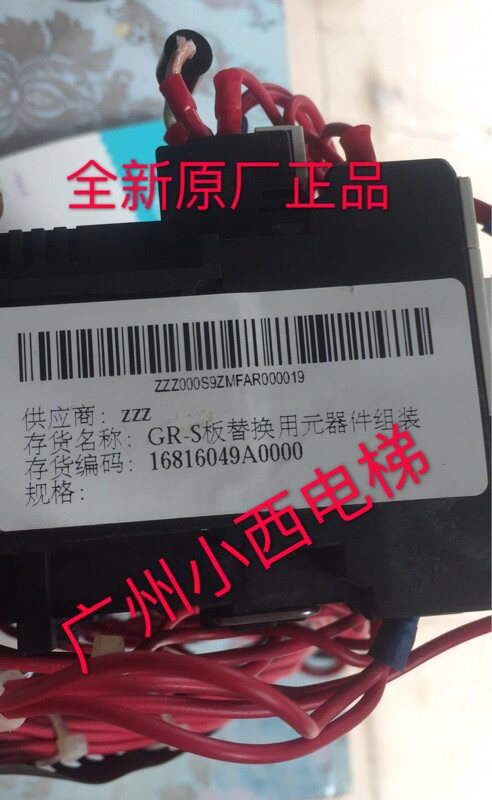 全新原厂正品
ZZZ000S9ZMFAR000019
供应商: ZZZ
存货名称: GR-S板替换用元器件组装
存货编码: 16816049A0000
规格:
广州小西电梯